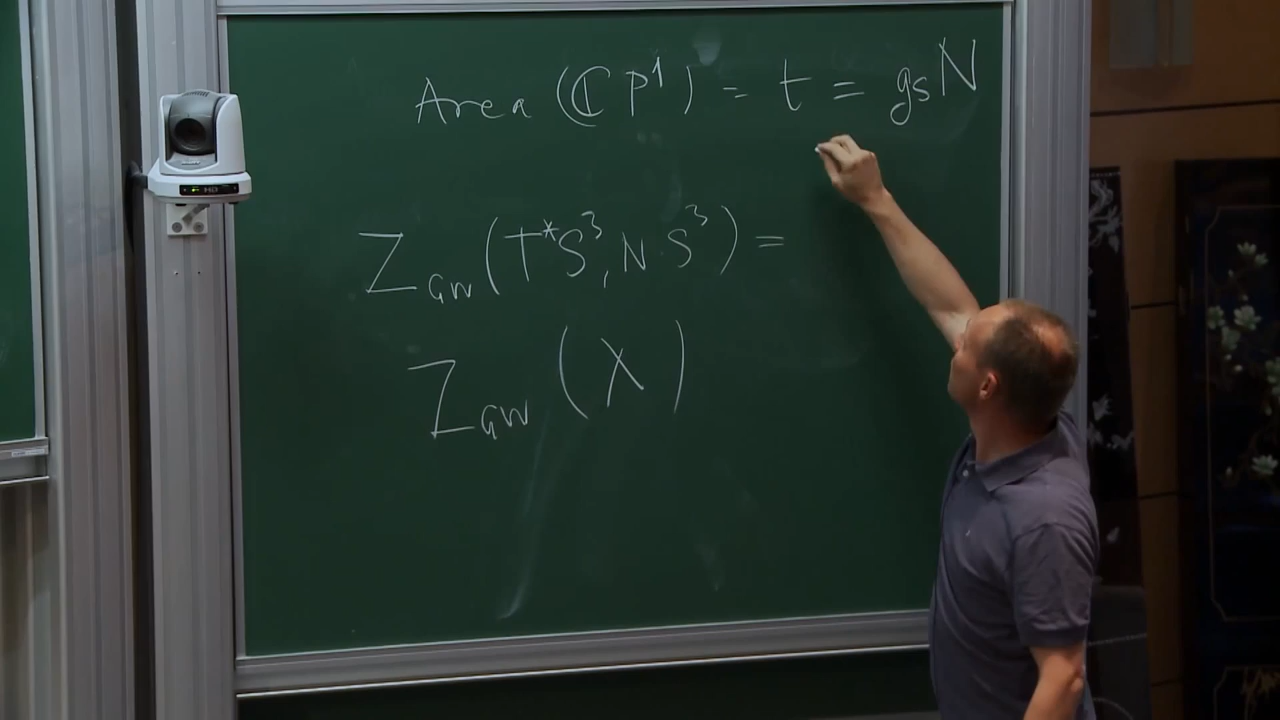 Area (ℂP¹) = t = gₛN
Z_GW (T*S³, N S³) =
Z_GW (X)